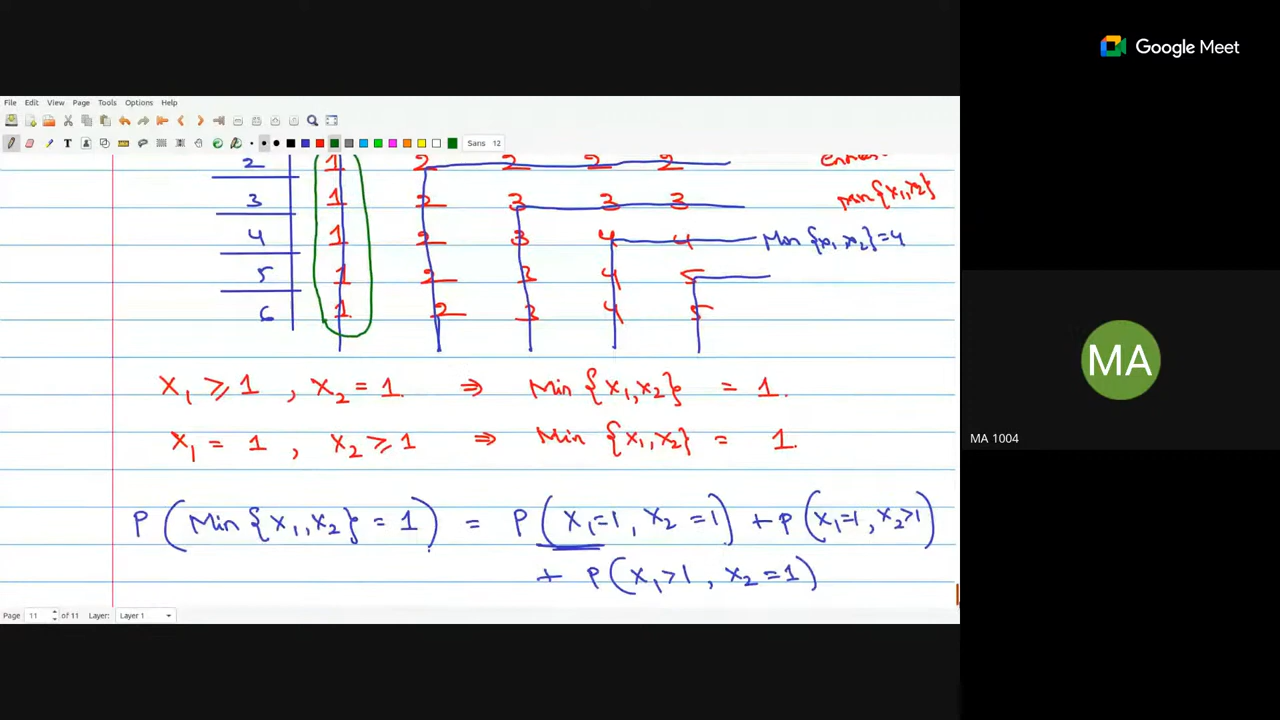 Google Meet
File Edit View Page Tools Options Help
Sans 12
2 1 2 2 2 2
Min{x₁,x₂}
3 1 2 3 3 3
4 1 2 3 4 4 Min{x₁,x₂}=4
5 1 2 3 4 5
6 1 2 3 4 5
x₁ ≥ 1 , x₂ = 1. ⇒ Min {x₁,x₂} = 1.
x₁ = 1 , x₂ ≥ 1 ⇒ Min {x₁,x₂} = 1.
P (Min {x₁,x₂} = 1) = P (x₁=1, x₂=1) + P (x₁=1, x₂>1)
+ P (x₁>1, x₂=1)
MA
MA 1004
Page 11 of 11 Layer: Layer 1